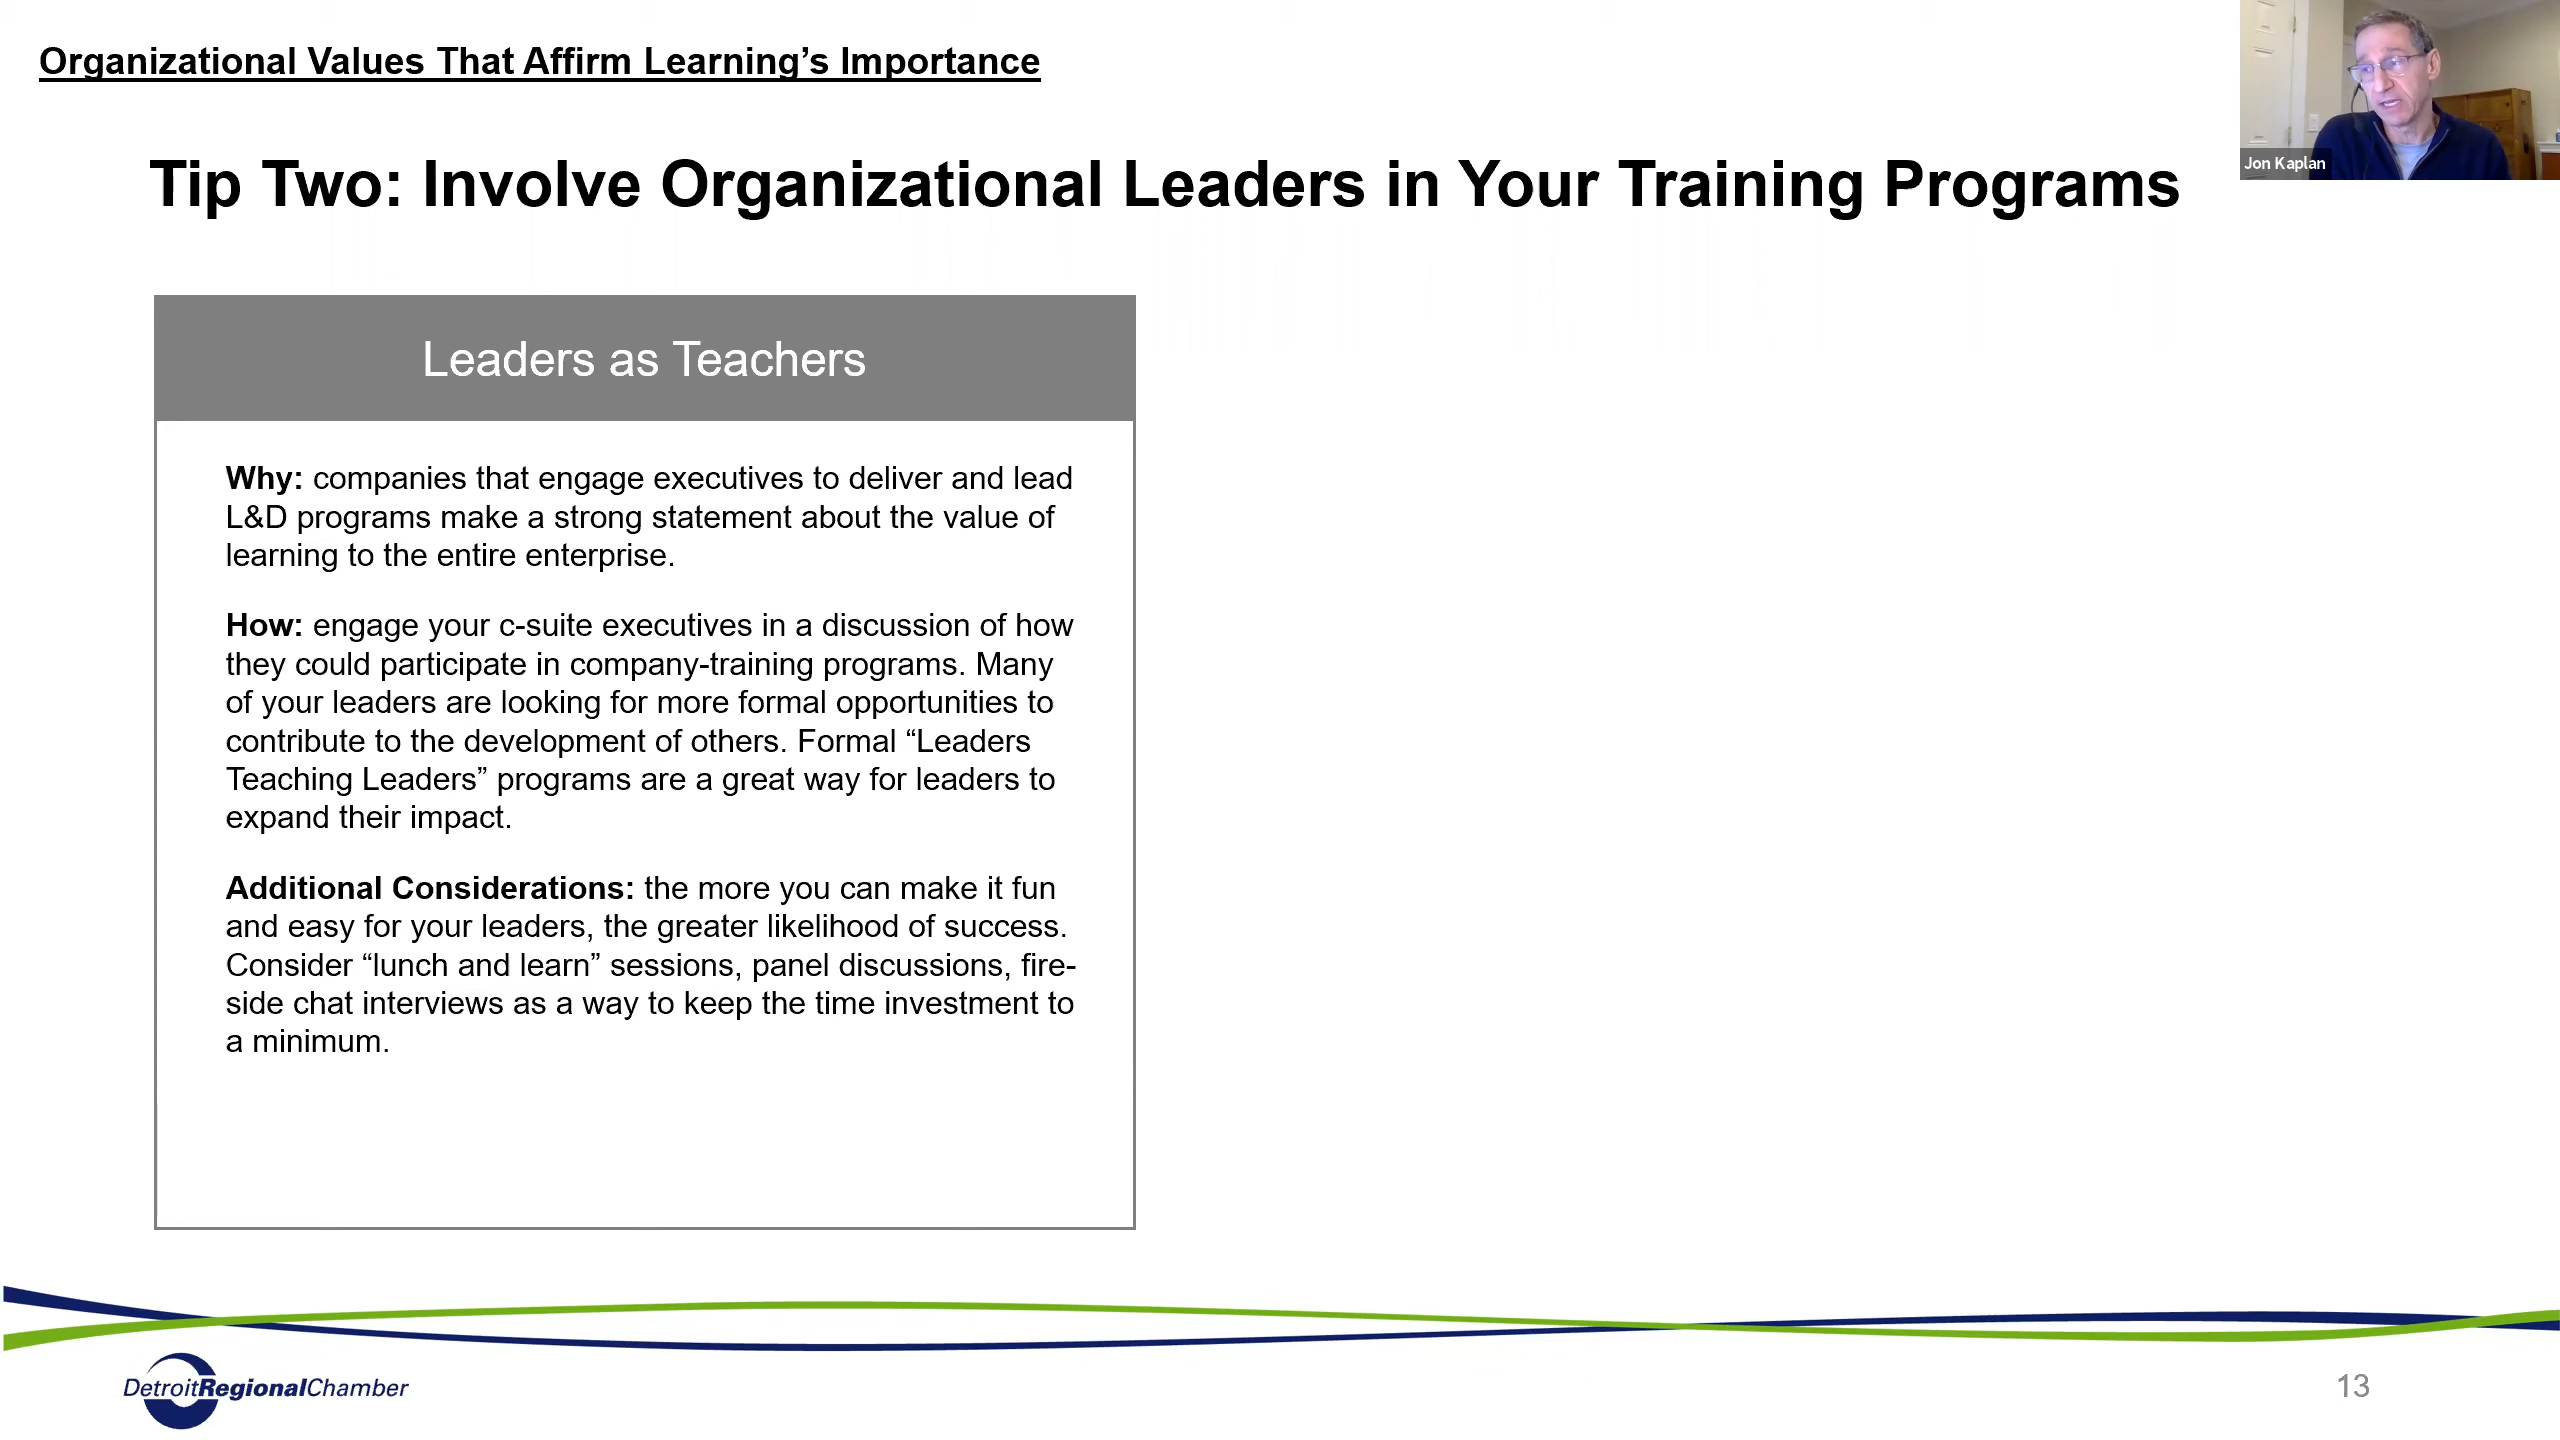 Organizational Values That Affirm Learning’s Importance
Jon Kaplan
Tip Two: Involve Organizational Leaders in Your Training Programs
Leaders as Teachers
Why: companies that engage executives to deliver and lead
L&D programs make a strong statement about the value of
learning to the entire enterprise.
How: engage your c-suite executives in a discussion of how
they could participate in company-training programs. Many
of your leaders are looking for more formal opportunities to
contribute to the development of others. Formal “Leaders
Teaching Leaders” programs are a great way for leaders to
expand their impact.
Additional Considerations: the more you can make it fun
and easy for your leaders, the greater likelihood of success.
Consider “lunch and learn” sessions, panel discussions, fire-
side chat interviews as a way to keep the time investment to
a minimum.
DetroitRegionalChamber
13